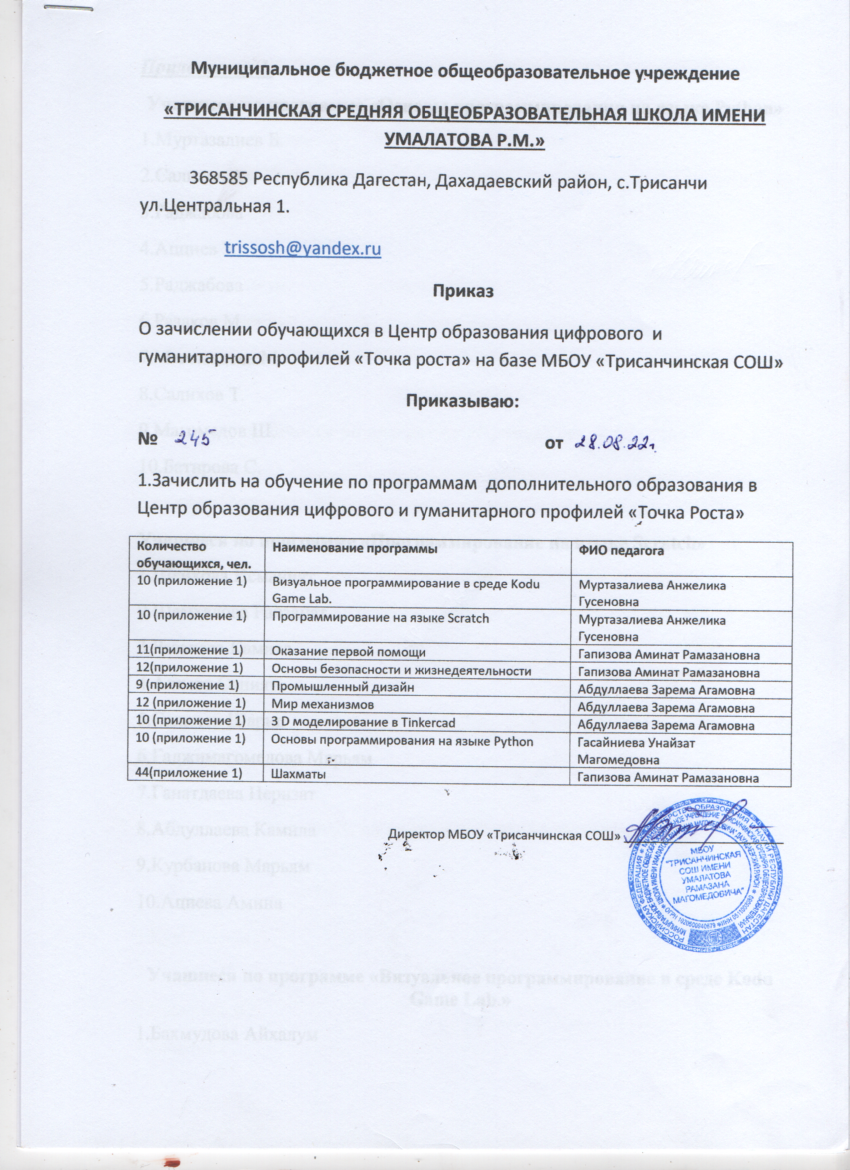 Муниципальное бюджетное общеобразовательное учреждение
«ТРИСАНЧИНСКАЯ СРЕДНЯЯ ОБЩЕОБРАЗОВАТЕЛЬНАЯ ШКОЛА ИМЕНИ
УМАЛАТОВА Р.М.»
368585 Республика Дагестан, Дахадаевский район, с.Трисанчи
ул.Центральная 1.
trissosh@yandex.ru
Приказ
О зачислении обучающихся в Центр образования цифрового и
гуманитарного профилей «Точка роста» на базе МБОУ «Трисанчинская СОШ»
Приказываю:
№ 245 от 28.08.22г.
1.Зачислить на обучение по программам дополнительного образования в
Центр образования цифрового и гуманитарного профилей «Точка Роста»
Количество обучающихся, чел. Наименование программы ФИО педагога
10 (приложение 1) Визуальное программирование в среде Kodu Game Lab. Муртазалиева Анжелика Гусеновна
10 (приложение 1) Программирование на языке Scratch Муртазалиева Анжелика Гусеновна
11(приложение 1) Оказание первой помощи Гапизова Аминат Рамазановна
12(приложение 1) Основы безопасности и жизнедеятельности Гапизова Аминат Рамазановна
9 (приложение 1) Промышленный дизайн Абдуллаева Зарема Агамовна
12 (приложение 1) Мир механизмов Абдуллаева Зарема Агамовна
10 (приложение 1) 3 D моделирование в Tinkercad Абдуллаева Зарема Агамовна
10 (приложение 1) Основы программирования на языке Python Гасайниева Унайзат Магомедовна
44(приложение 1) Шахматы Гапизова Аминат Рамазановна
Директор МБОУ «Трисанчинская СОШ»
МБОУ
"ТРИСАНЧИНСКАЯ
СОШ ИМЕНИ
УМАЛАТОВА
РАМАЗАНА
МАГОМЕДОВИЧА"